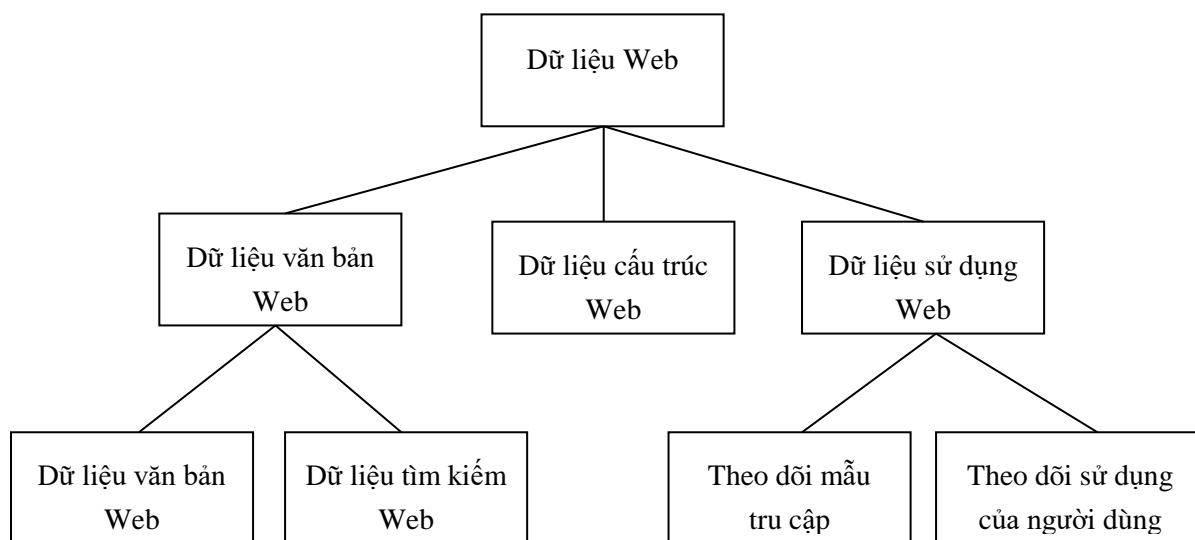 Dữ liệu Web
Dữ liệu văn bản
Web
Dữ liệu cấu trúc
Web
Dữ liệu sử dụng
Web
Dữ liệu văn bản
Web
Dữ liệu tìm kiếm
Web
Theo dõi mẫu
tru cập
Theo dõi sử dụng
của người dùng